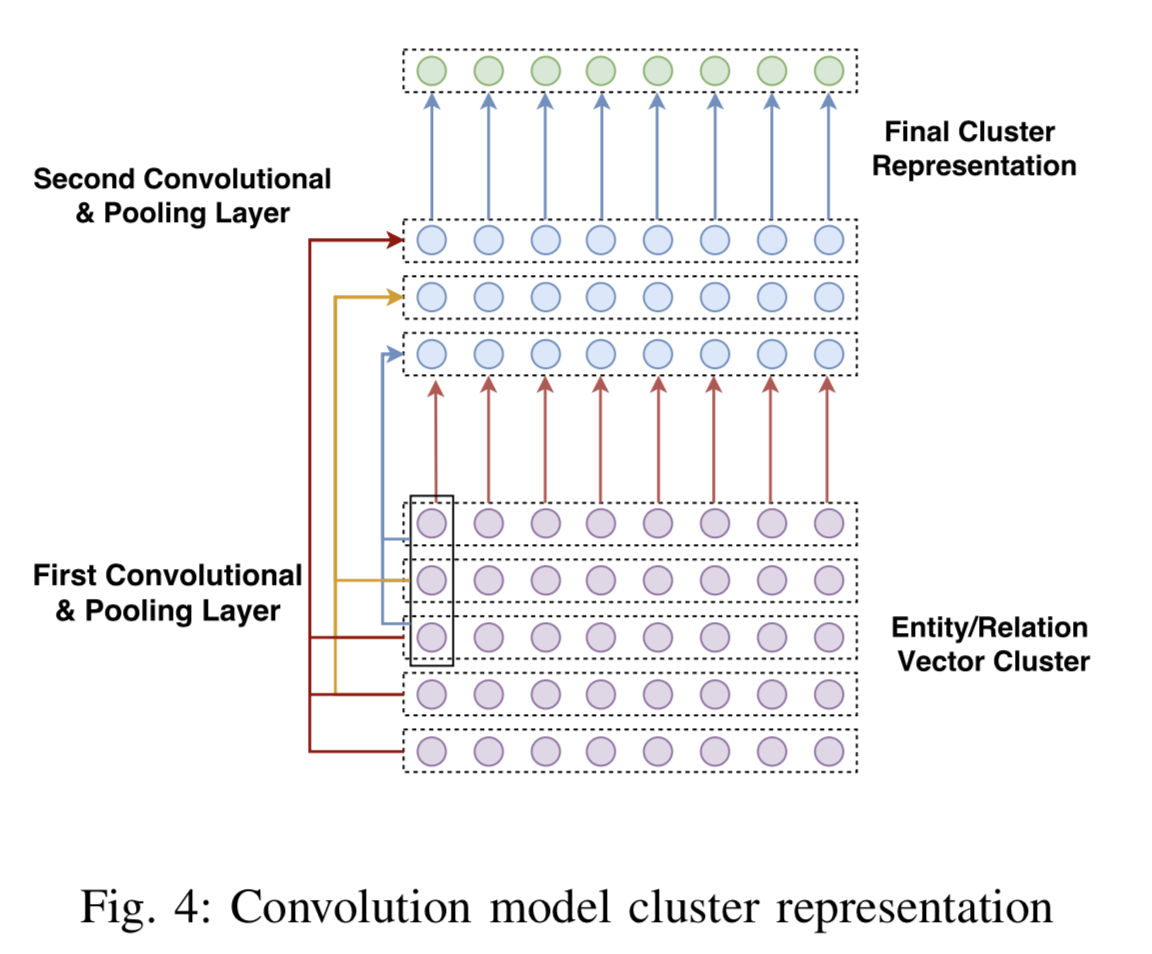 Final Cluster
Representation
Second Convolutional
& Pooling Layer
First Convolutional
& Pooling Layer
Entity/Relation
Vector Cluster
Fig. 4: Convolution model cluster representation